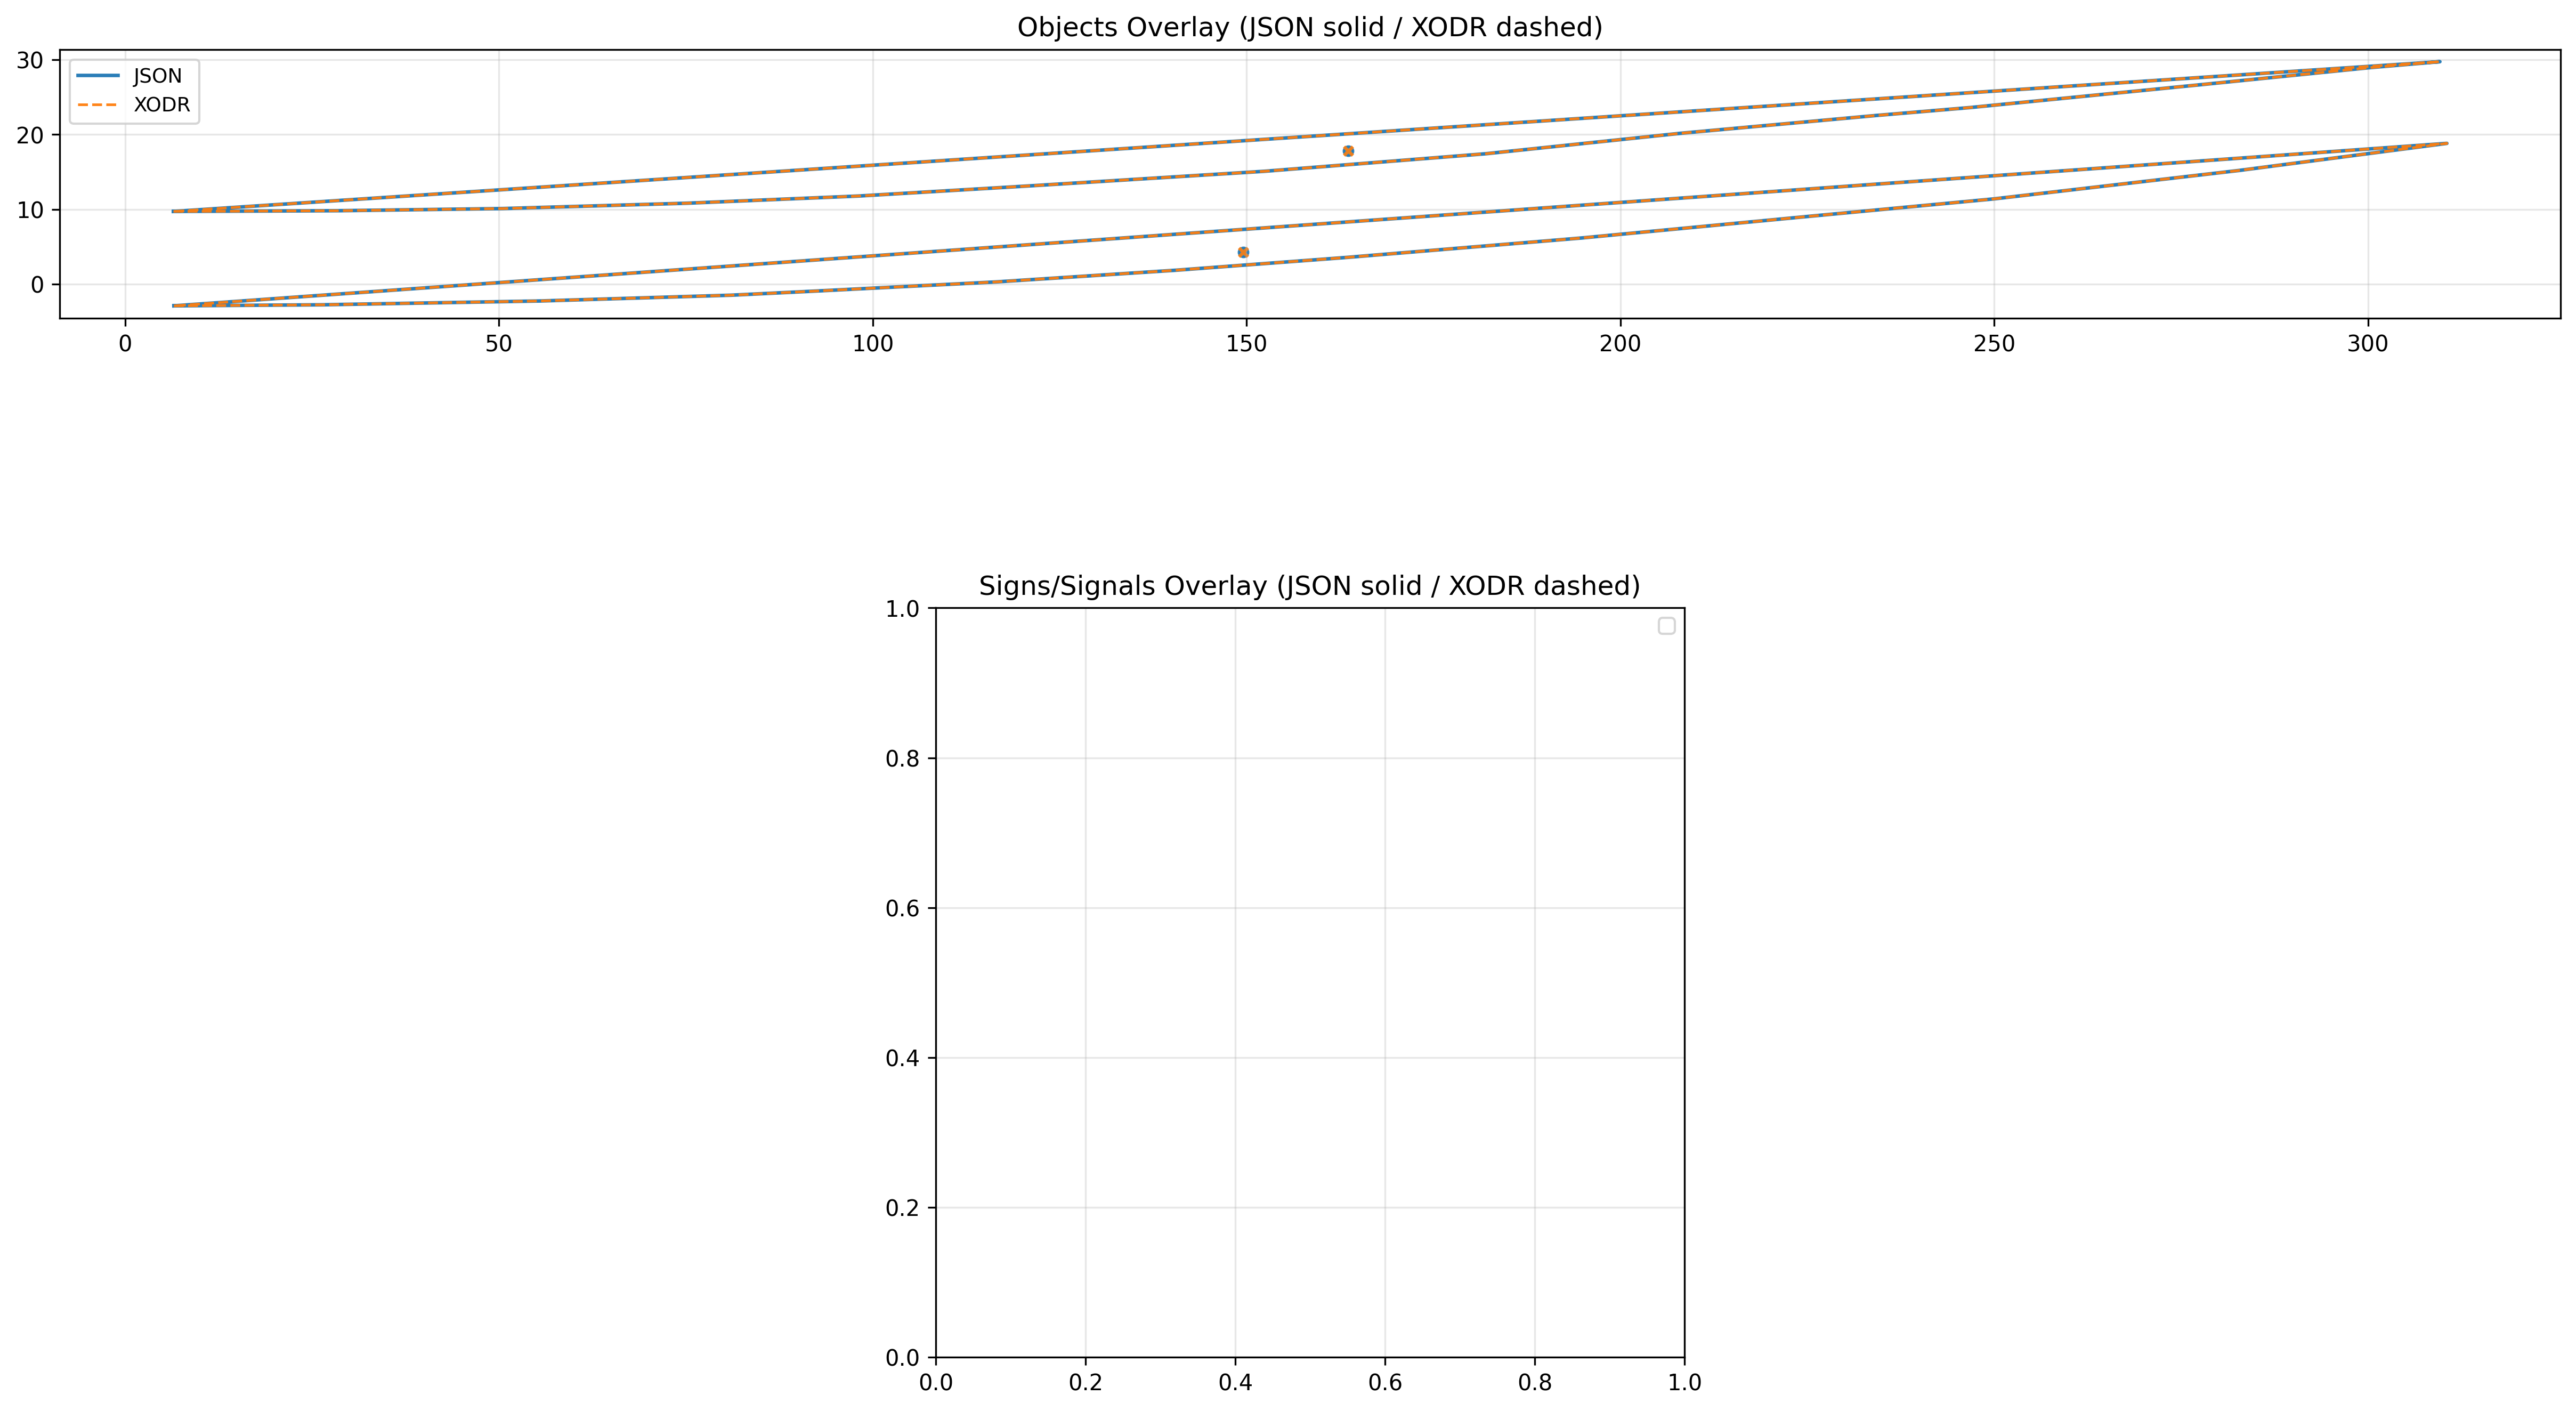 Objects Overlay (JSON solid / XODR dashed)
30
20
10
0
JSON
XODR
0 50 100 150 200 250 300
Signs/Signals Overlay (JSON solid / XODR dashed)
1.0
0.8
0.6
0.4
0.2
0.0
0.0 0.2 0.4 0.6 0.8 1.0